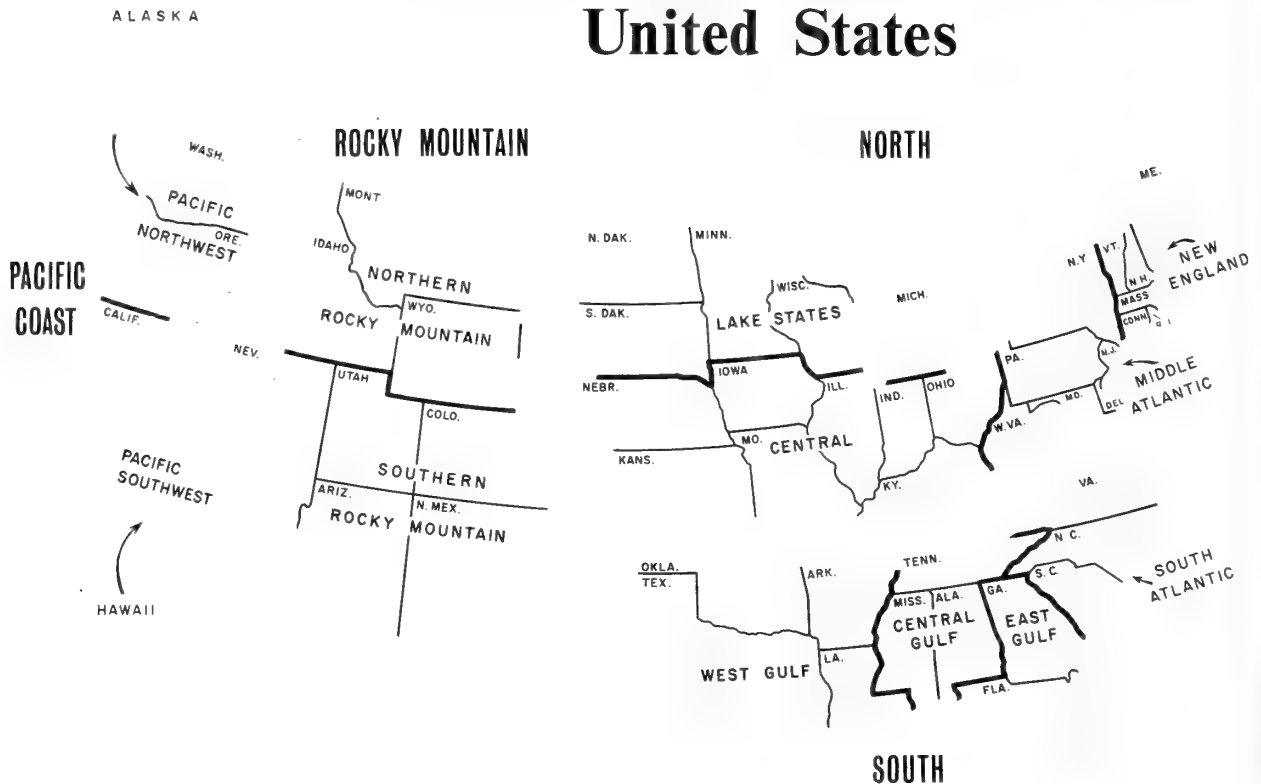 ALASKA
United States
ROCKY MOUNTAIN
NORTH
WASH.
PACIFIC
NORTHWEST
ORE.
PACIFIC
COAST
CALIF.
NEV.
MONT
IDAHO
NORTHERN
WYO.
ROCKY MOUNTAIN
UTAH
COLO.
SOUTHERN
ARIZ.
N. MEX.
ROCKY MOUNTAIN
PACIFIC
SOUTHWEST
HAWAII
N. DAK.
MINN.
S. DAK.
WISC.
MICH.
LAKE STATES
NEBR.
IOWA
ILL.
IND.
OHIO
KANS.
MO.
CENTRAL
KY.
W. VA.
ME.
N.Y
VT.
N H.
MASS
CONN
R I
NEW
ENGLAND
PA.
N.J.
MD.
DEL
MIDDLE
ATLANTIC
VA.
N C.
S. C.
SOUTH
ATLANTIC
OKLA.
TEX.
ARK.
TENN.
MISS.
ALA.
GA.
CENTRAL
GULF
EAST
GULF
LA.
WEST GULF
FLA.
SOUTH